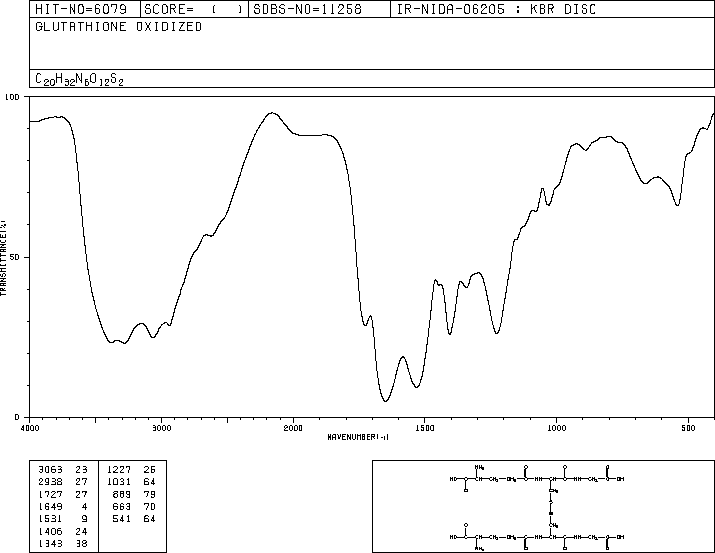 HIT-NO=6079 SCORE= ( ) SDBS-NO=11258 IR-NIDA-06205 : KBR DISC
GLUTATHIONE OXIDIZED
C20H32N6O12S2
100
50
0
TRANSMITTANCE(%)
4000 3000 2000 1500 1000 500
WAVENUMBER(-1)
3063 23 1227 26
2938 27 1031 64
1727 27 889 79
1649 4 663 70
1531 9 541 64
1406 24
1343 38